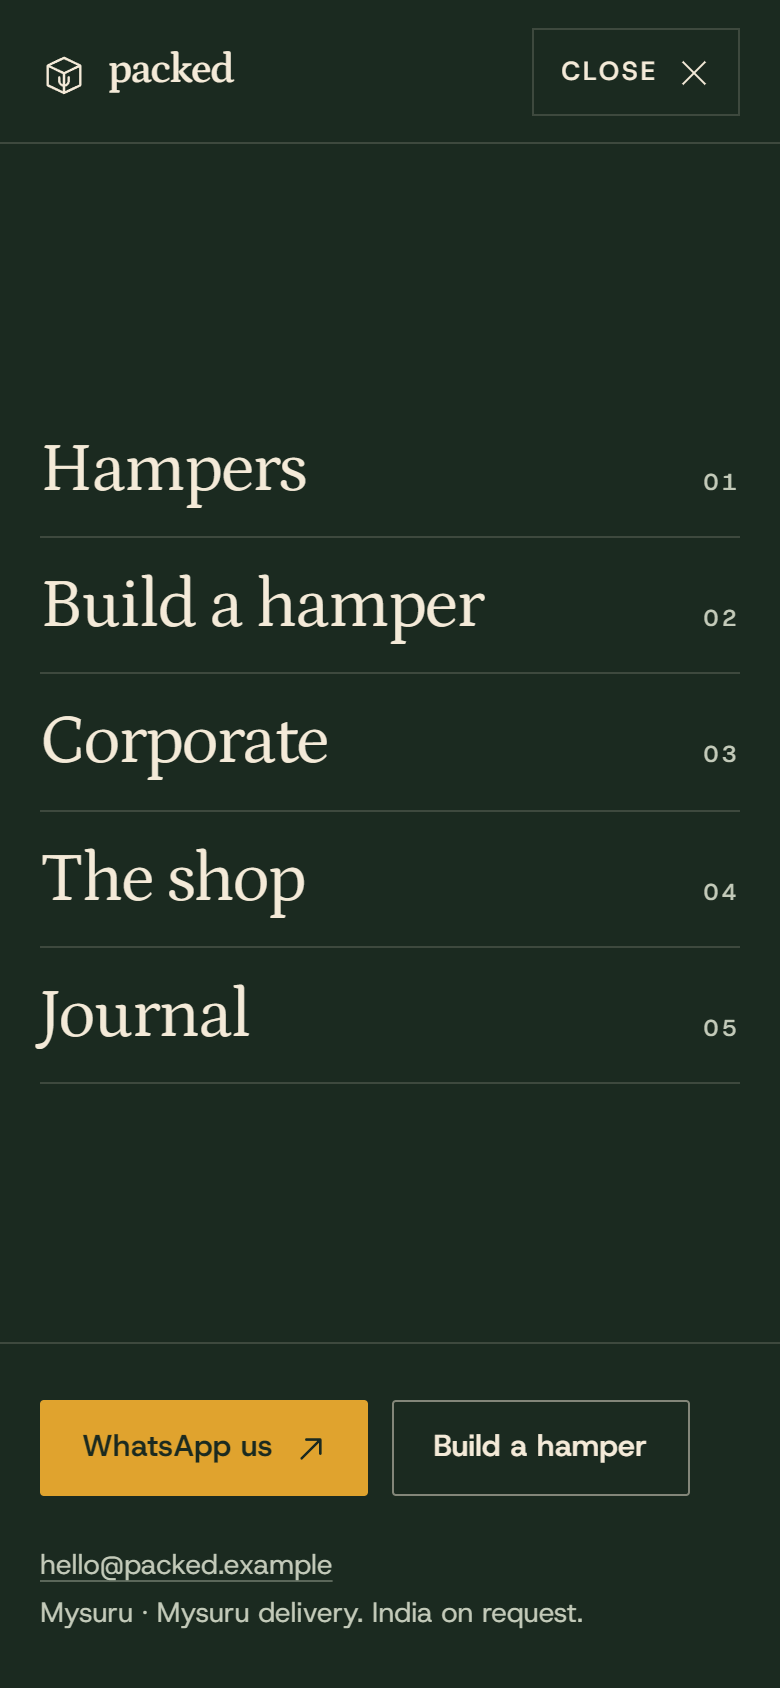 packed
CLOSE
Hampers 01
Build a hamper 02
Corporate 03
The shop 04
Journal 05
WhatsApp us
Build a hamper
hello@packed.example
Mysuru · Mysuru delivery. India on request.